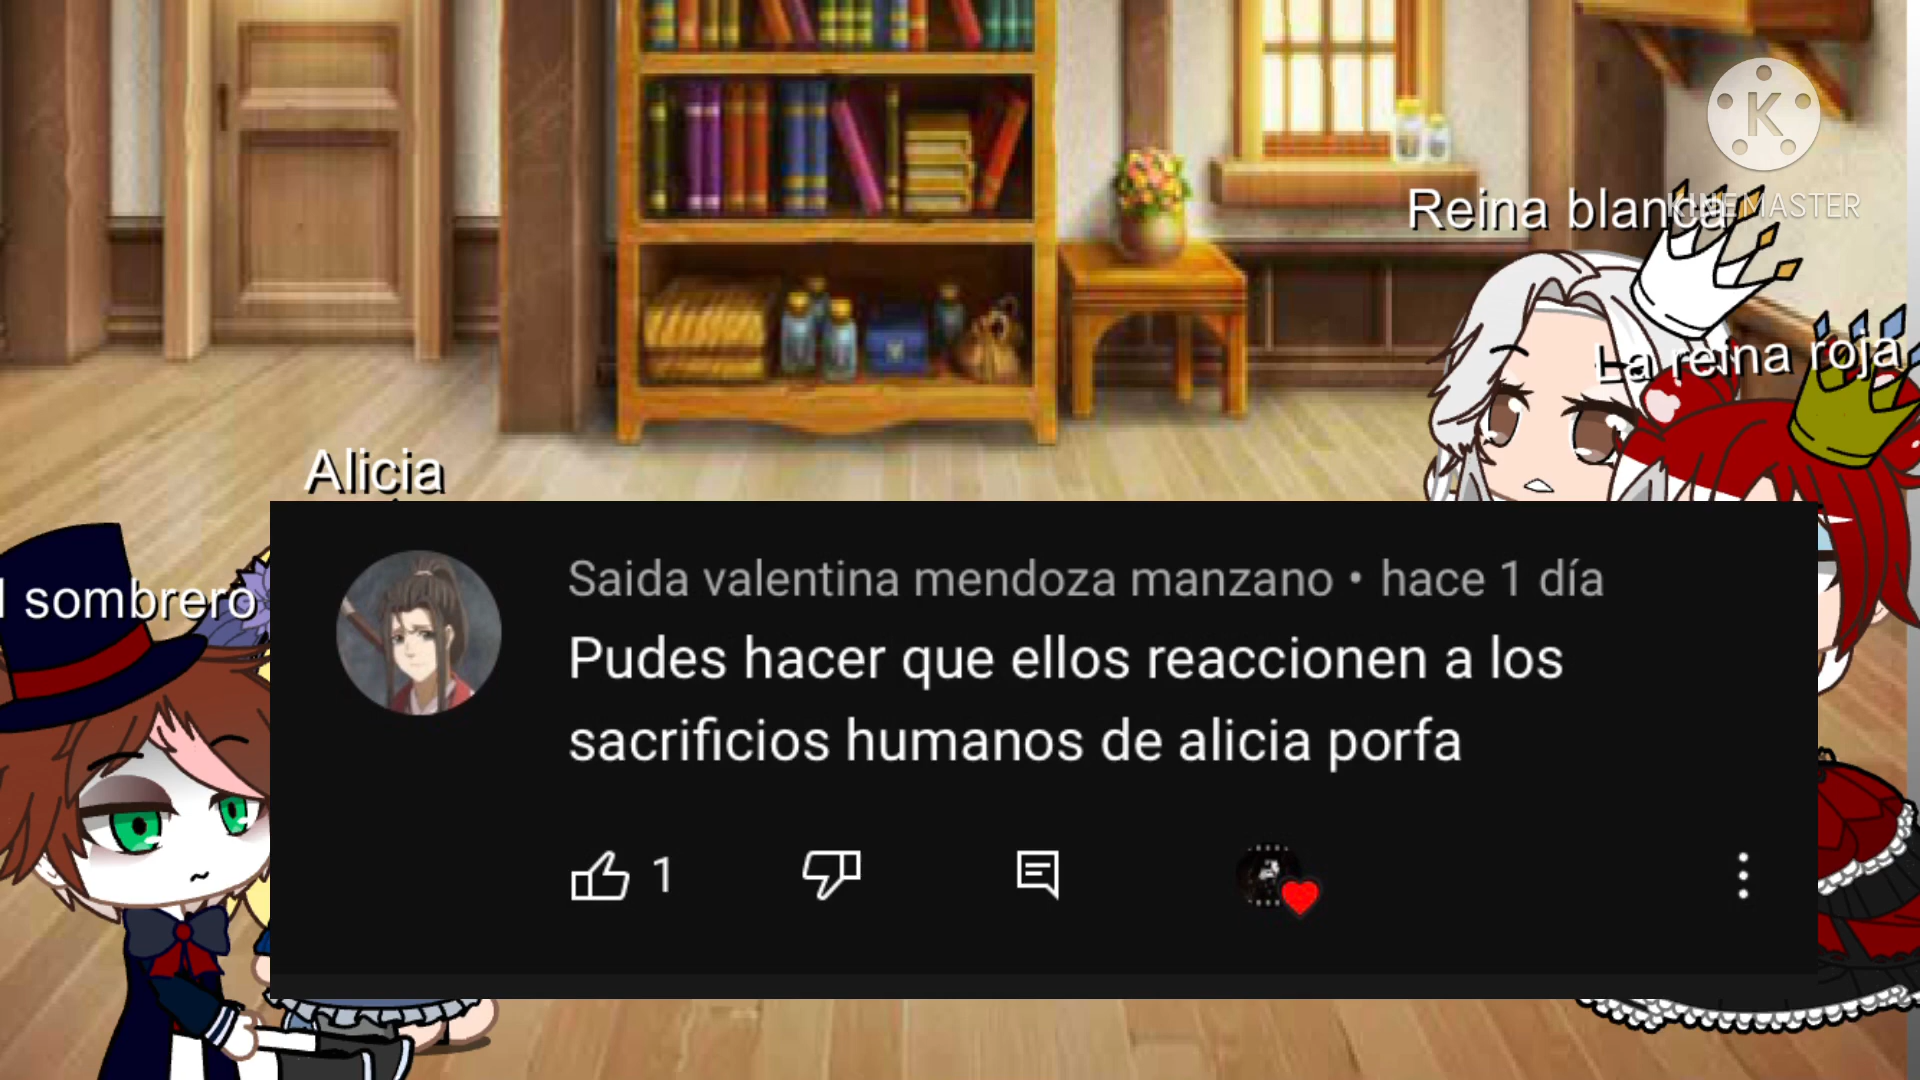 K
KINEMASTER
Reina blanca
La reina roja
Alicia
l sombrero
Saida valentina mendoza manzano • hace 1 día
Pudes hacer que ellos reaccionen a los
sacrificios humanos de alicia porfa
1